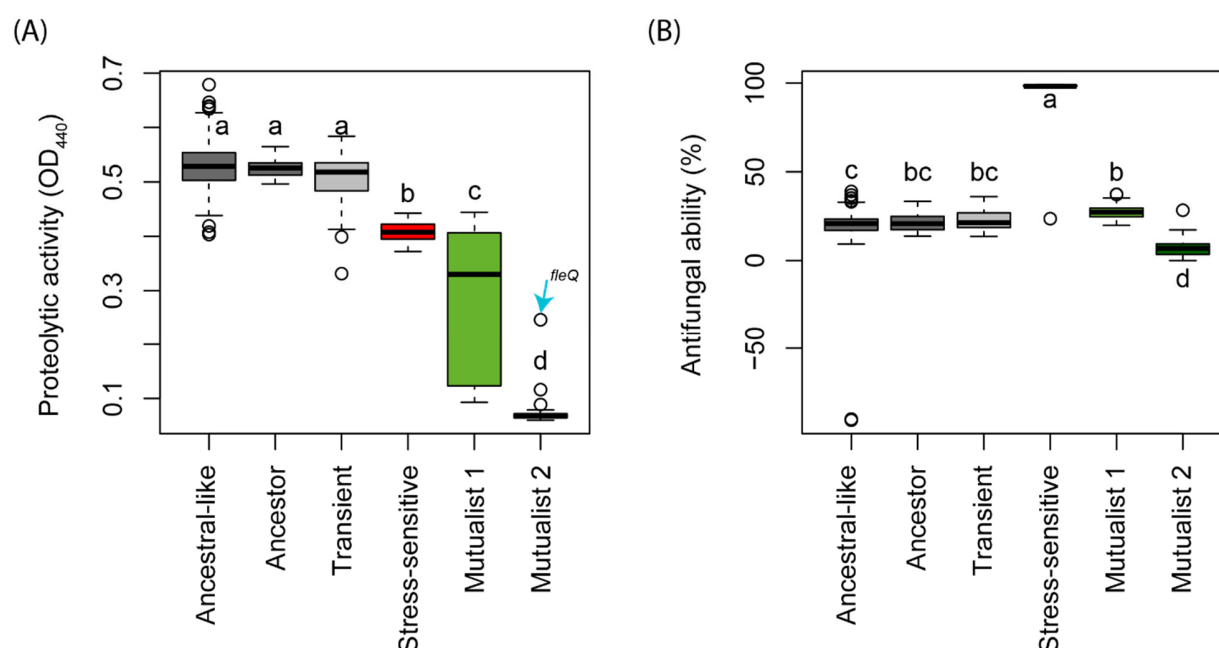 (A)
Proteolytic activity (OD440)
0.7
0.5
0.3
0.1
a
a
a
b
c
d
fleQ
Ancestral-like
Ancestor
Transient
Stress-sensitive
Mutualist 1
Mutualist 2
(B)
Antifungal ability (%)
100
50
0
−50
c
bc
bc
a
b
d
Ancestral-like
Ancestor
Transient
Stress-sensitive
Mutualist 1
Mutualist 2